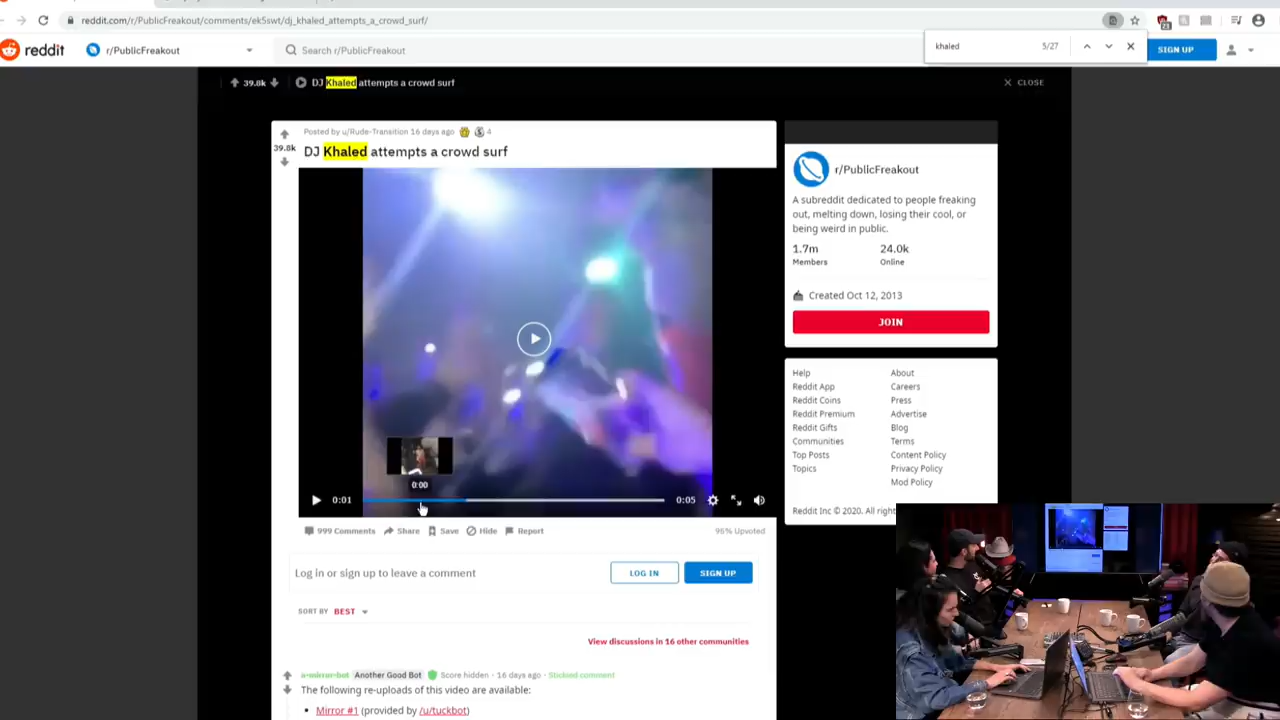 reddit.com/r/PublicFreakout/comments/ek5swt/dj_khaled_attempts_a_crowd_surf/
23
khaled
5/27
reddit
r/PublicFreakout
Search r/PublicFreakout
SIGN UP
39.8k
DJ Khaled attempts a crowd surf
CLOSE
Posted by u/Rude-Transition 16 days ago
4
39.8k
DJ Khaled attempts a crowd surf
0:00
0:01
0:05
999 Comments
Share
Save
Hide
Report
95% Upvoted
Log in or sign up to leave a comment
LOG IN
SIGN UP
SORT BY BEST
View discussions in 16 other communities
a-mirror-bot Another Good Bot Score hidden · 16 days ago · Stickied comment
The following re-uploads of this video are available:
• Mirror #1 (provided by /u/tuckbot)
r/PublicFreakout
A subreddit dedicated to people freaking
out, melting down, losing their cool, or
being weird in public.
1.7m
24.0k
Members
Online
Created Oct 12, 2013
JOIN
Help
About
Reddit App
Careers
Reddit Coins
Press
Reddit Premium
Advertise
Reddit Gifts
Blog
Communities
Terms
Top Posts
Content Policy
Topics
Privacy Policy
Mod Policy
Reddit Inc © 2020. All